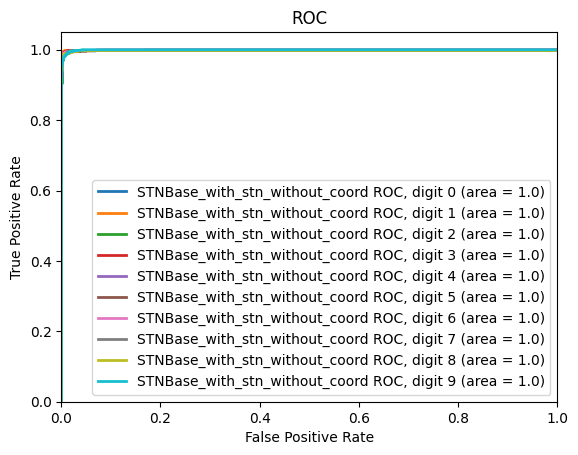 ROC
1.0
0.8
0.6
0.4
0.2
0.0
True Positive Rate
STNBase_with_stn_without_coord ROC, digit 0 (area = 1.0)
STNBase_with_stn_without_coord ROC, digit 1 (area = 1.0)
STNBase_with_stn_without_coord ROC, digit 2 (area = 1.0)
STNBase_with_stn_without_coord ROC, digit 3 (area = 1.0)
STNBase_with_stn_without_coord ROC, digit 4 (area = 1.0)
STNBase_with_stn_without_coord ROC, digit 5 (area = 1.0)
STNBase_with_stn_without_coord ROC, digit 6 (area = 1.0)
STNBase_with_stn_without_coord ROC, digit 7 (area = 1.0)
STNBase_with_stn_without_coord ROC, digit 8 (area = 1.0)
STNBase_with_stn_without_coord ROC, digit 9 (area = 1.0)
0.0 0.2 0.4 0.6 0.8 1.0
False Positive Rate